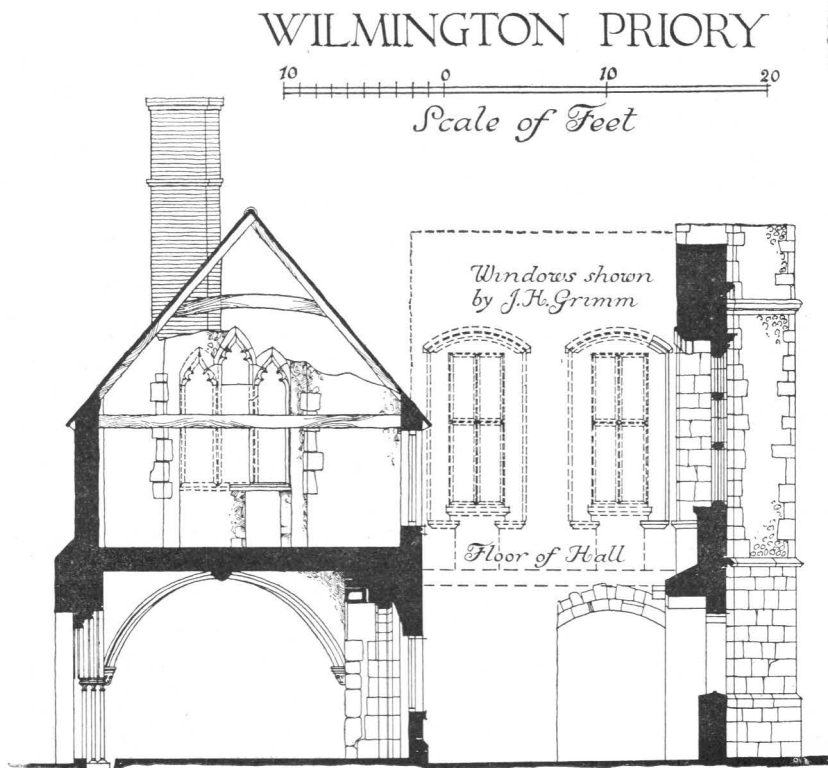 WILMINGTON PRIORY
10 0 10 20
Scale of Feet
Windows shown
by J.H.Grimm
Floor of Hall